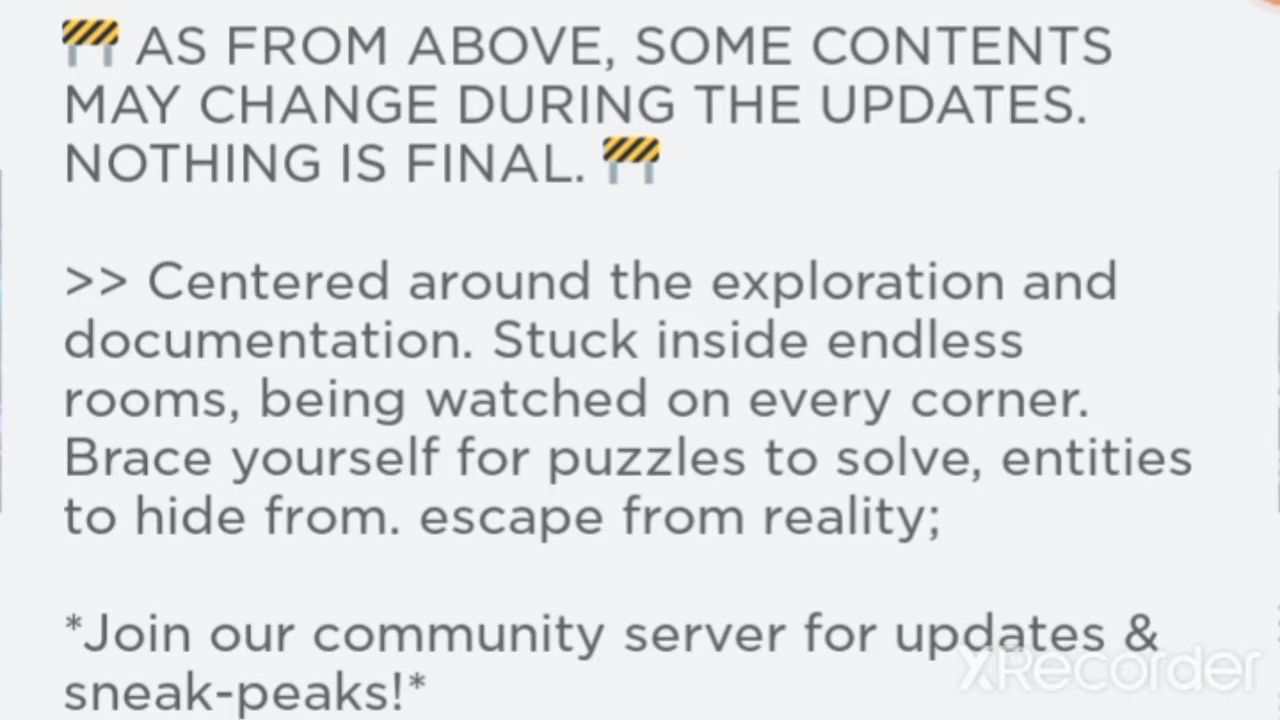 🚧 AS FROM ABOVE, SOME CONTENTS
MAY CHANGE DURING THE UPDATES.
NOTHING IS FINAL. 🚧
>> Centered around the exploration and
documentation. Stuck inside endless
rooms, being watched on every corner.
Brace yourself for puzzles to solve, entities
to hide from. escape from reality;
*Join our community server for updates &
sneak-peaks!*
XRecorder